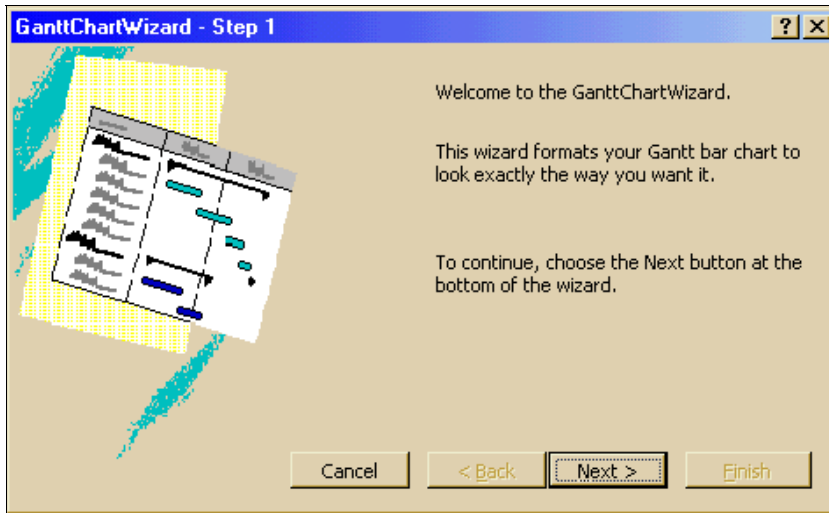 GanttChartWizard - Step 1
Welcome to the GanttChartWizard.
This wizard formats your Gantt bar chart to
look exactly the way you want it.
To continue, choose the Next button at the
bottom of the wizard.
Cancel
< Back
Next >
Finish